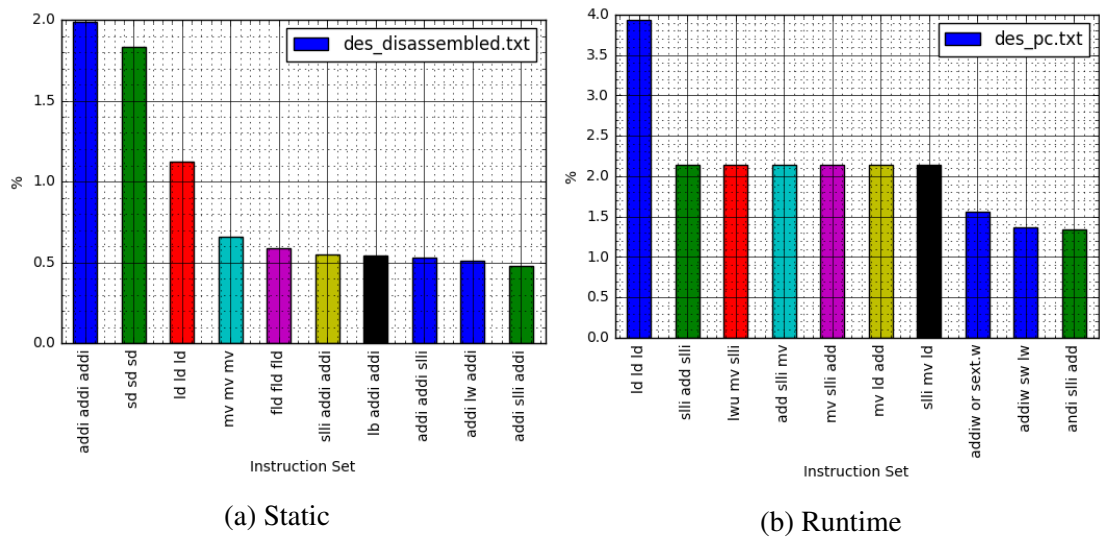 2.0
1.5
1.0
0.5
0.0
%
des_disassembled.txt
addi addi addi
sd sd sd
ld ld ld
mv mv mv
fld fld fld
slli addi addi
lb addi addi
addi addi slli
addi lw addi
addi slli addi
Instruction Set
(a) Static
4.0
3.5
3.0
2.5
2.0
1.5
1.0
0.5
0.0
%
des_pc.txt
ld ld ld
slli add slli
lwu mv slli
add slli mv
mv slli add
mv ld add
slli mv ld
addiw or sext.w
addiw sw lw
andi slli add
Instruction Set
(b) Runtime